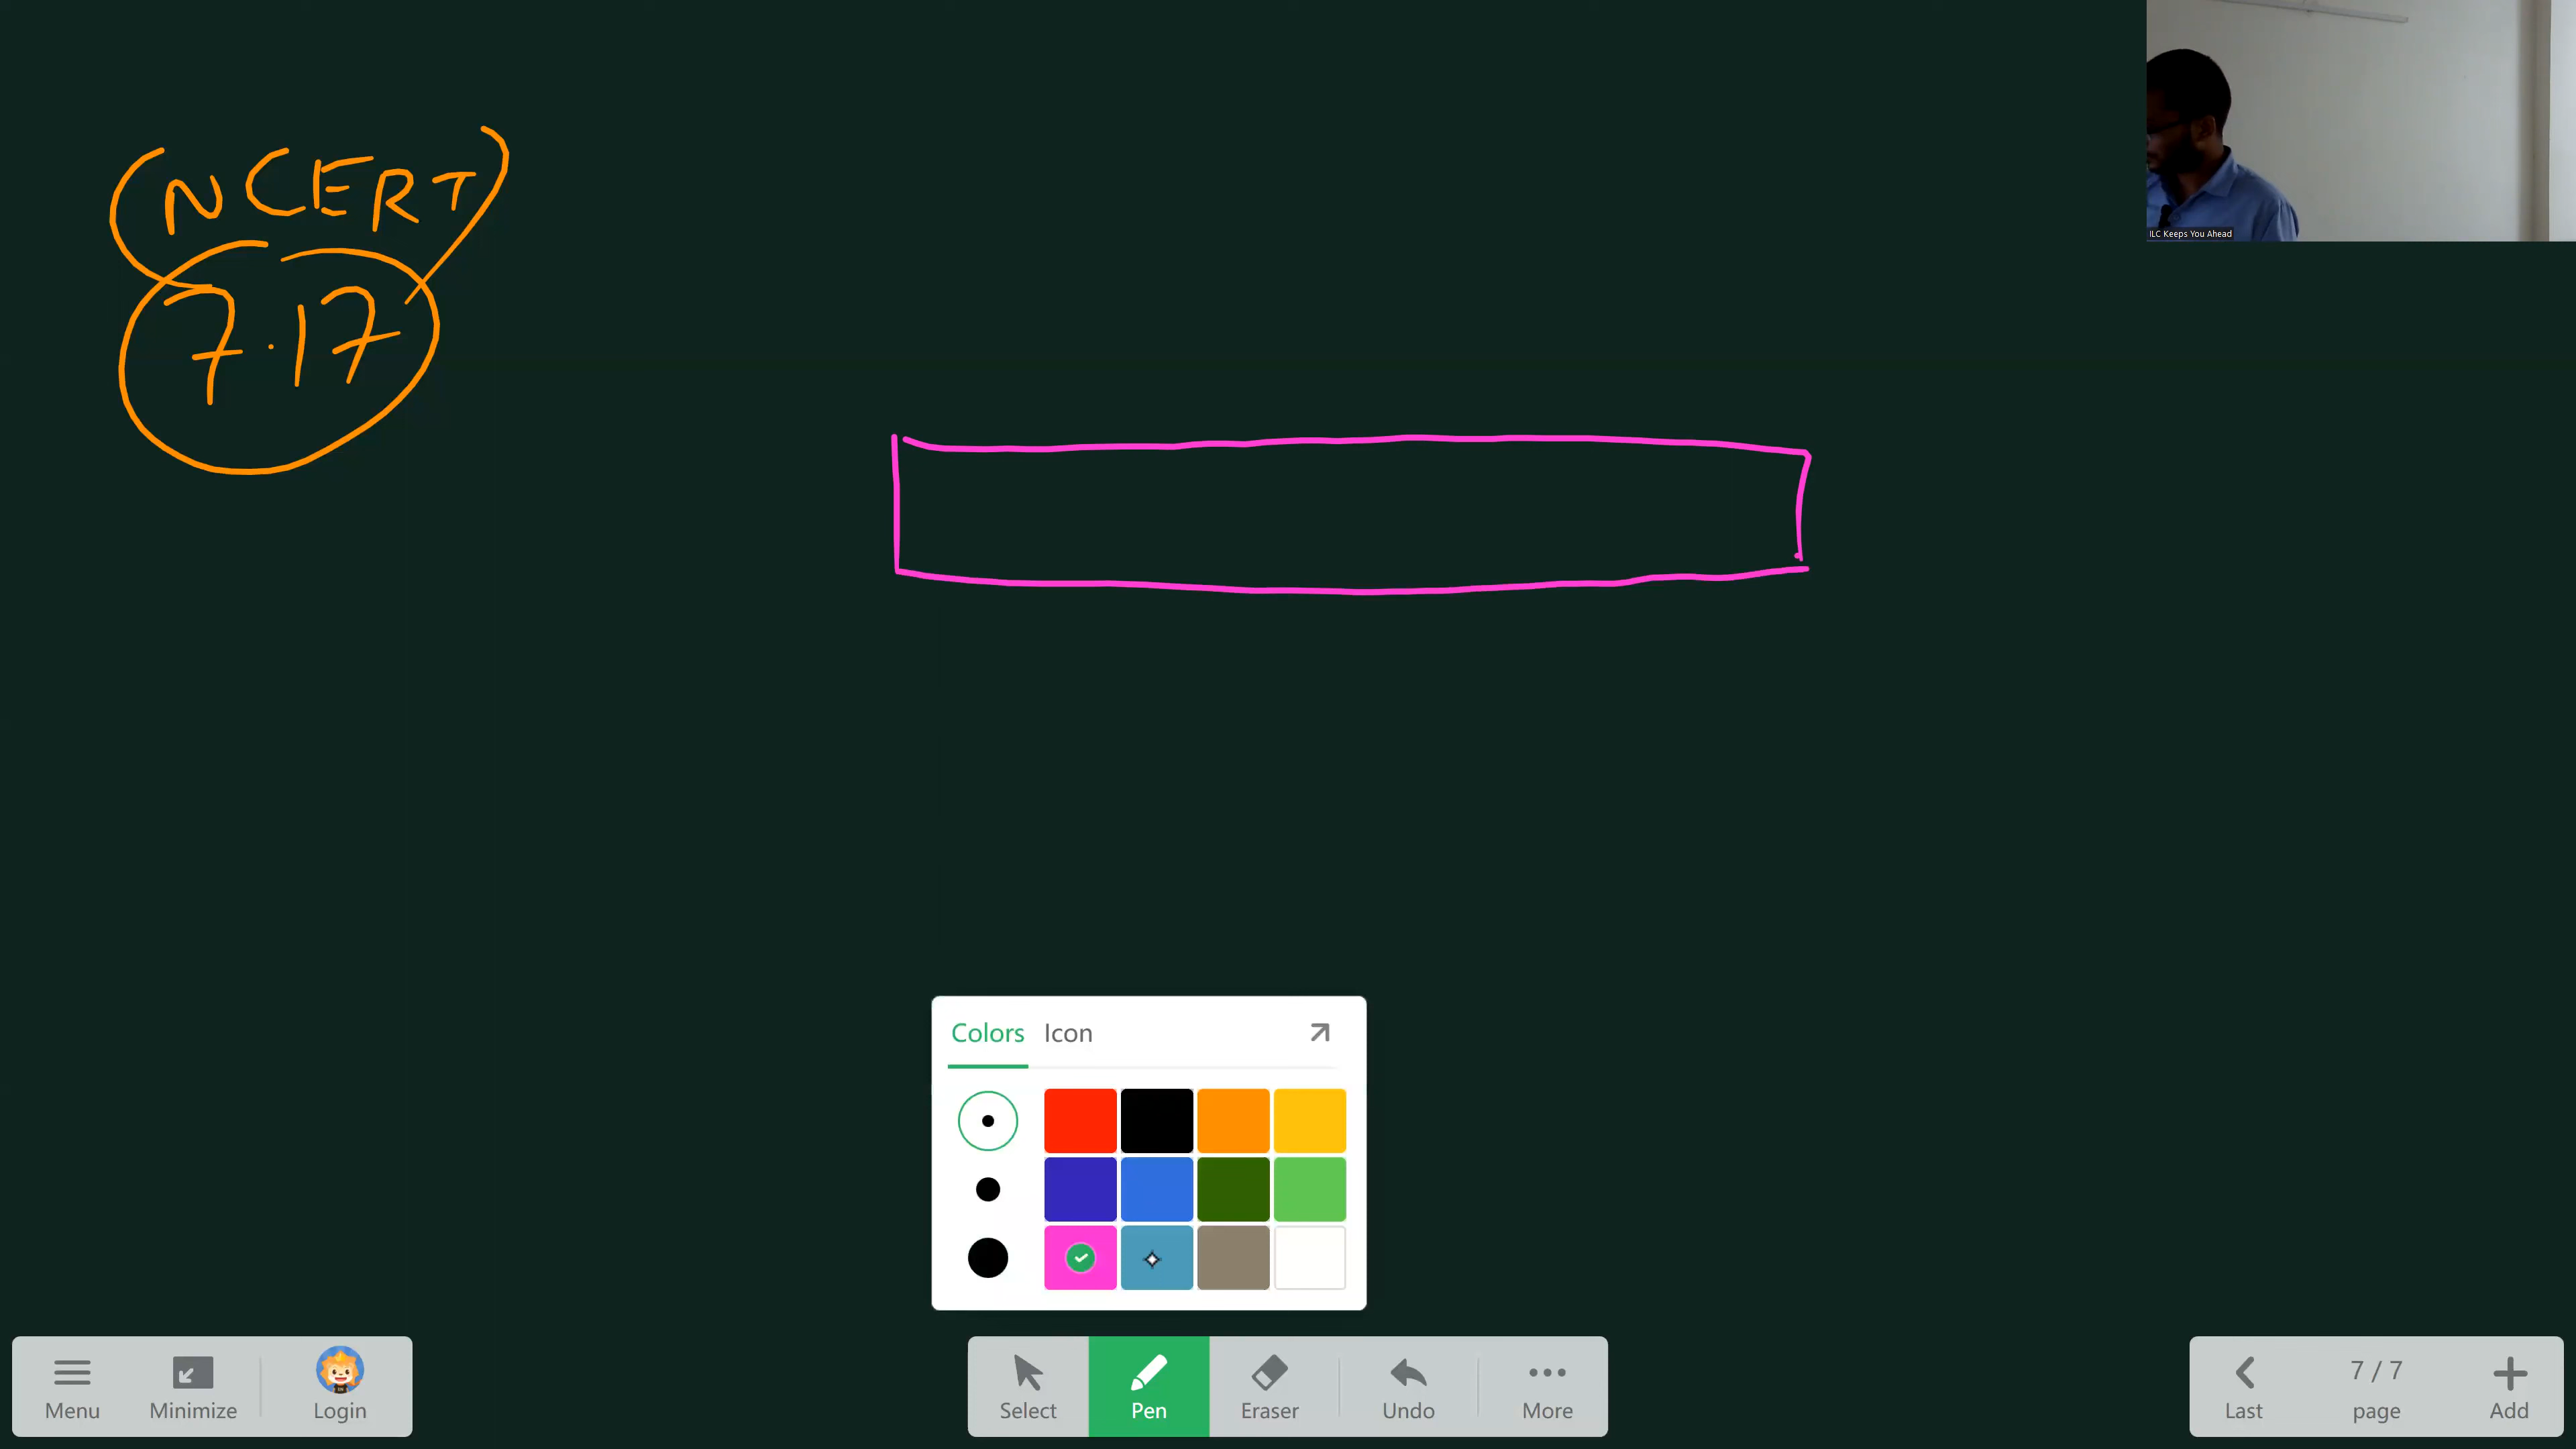 NCERT
7.17
ILC Keeps You Ahead
Colors Icon
Menu Minimize Login
Select Pen Eraser Undo More
7 / 7
Last page Add